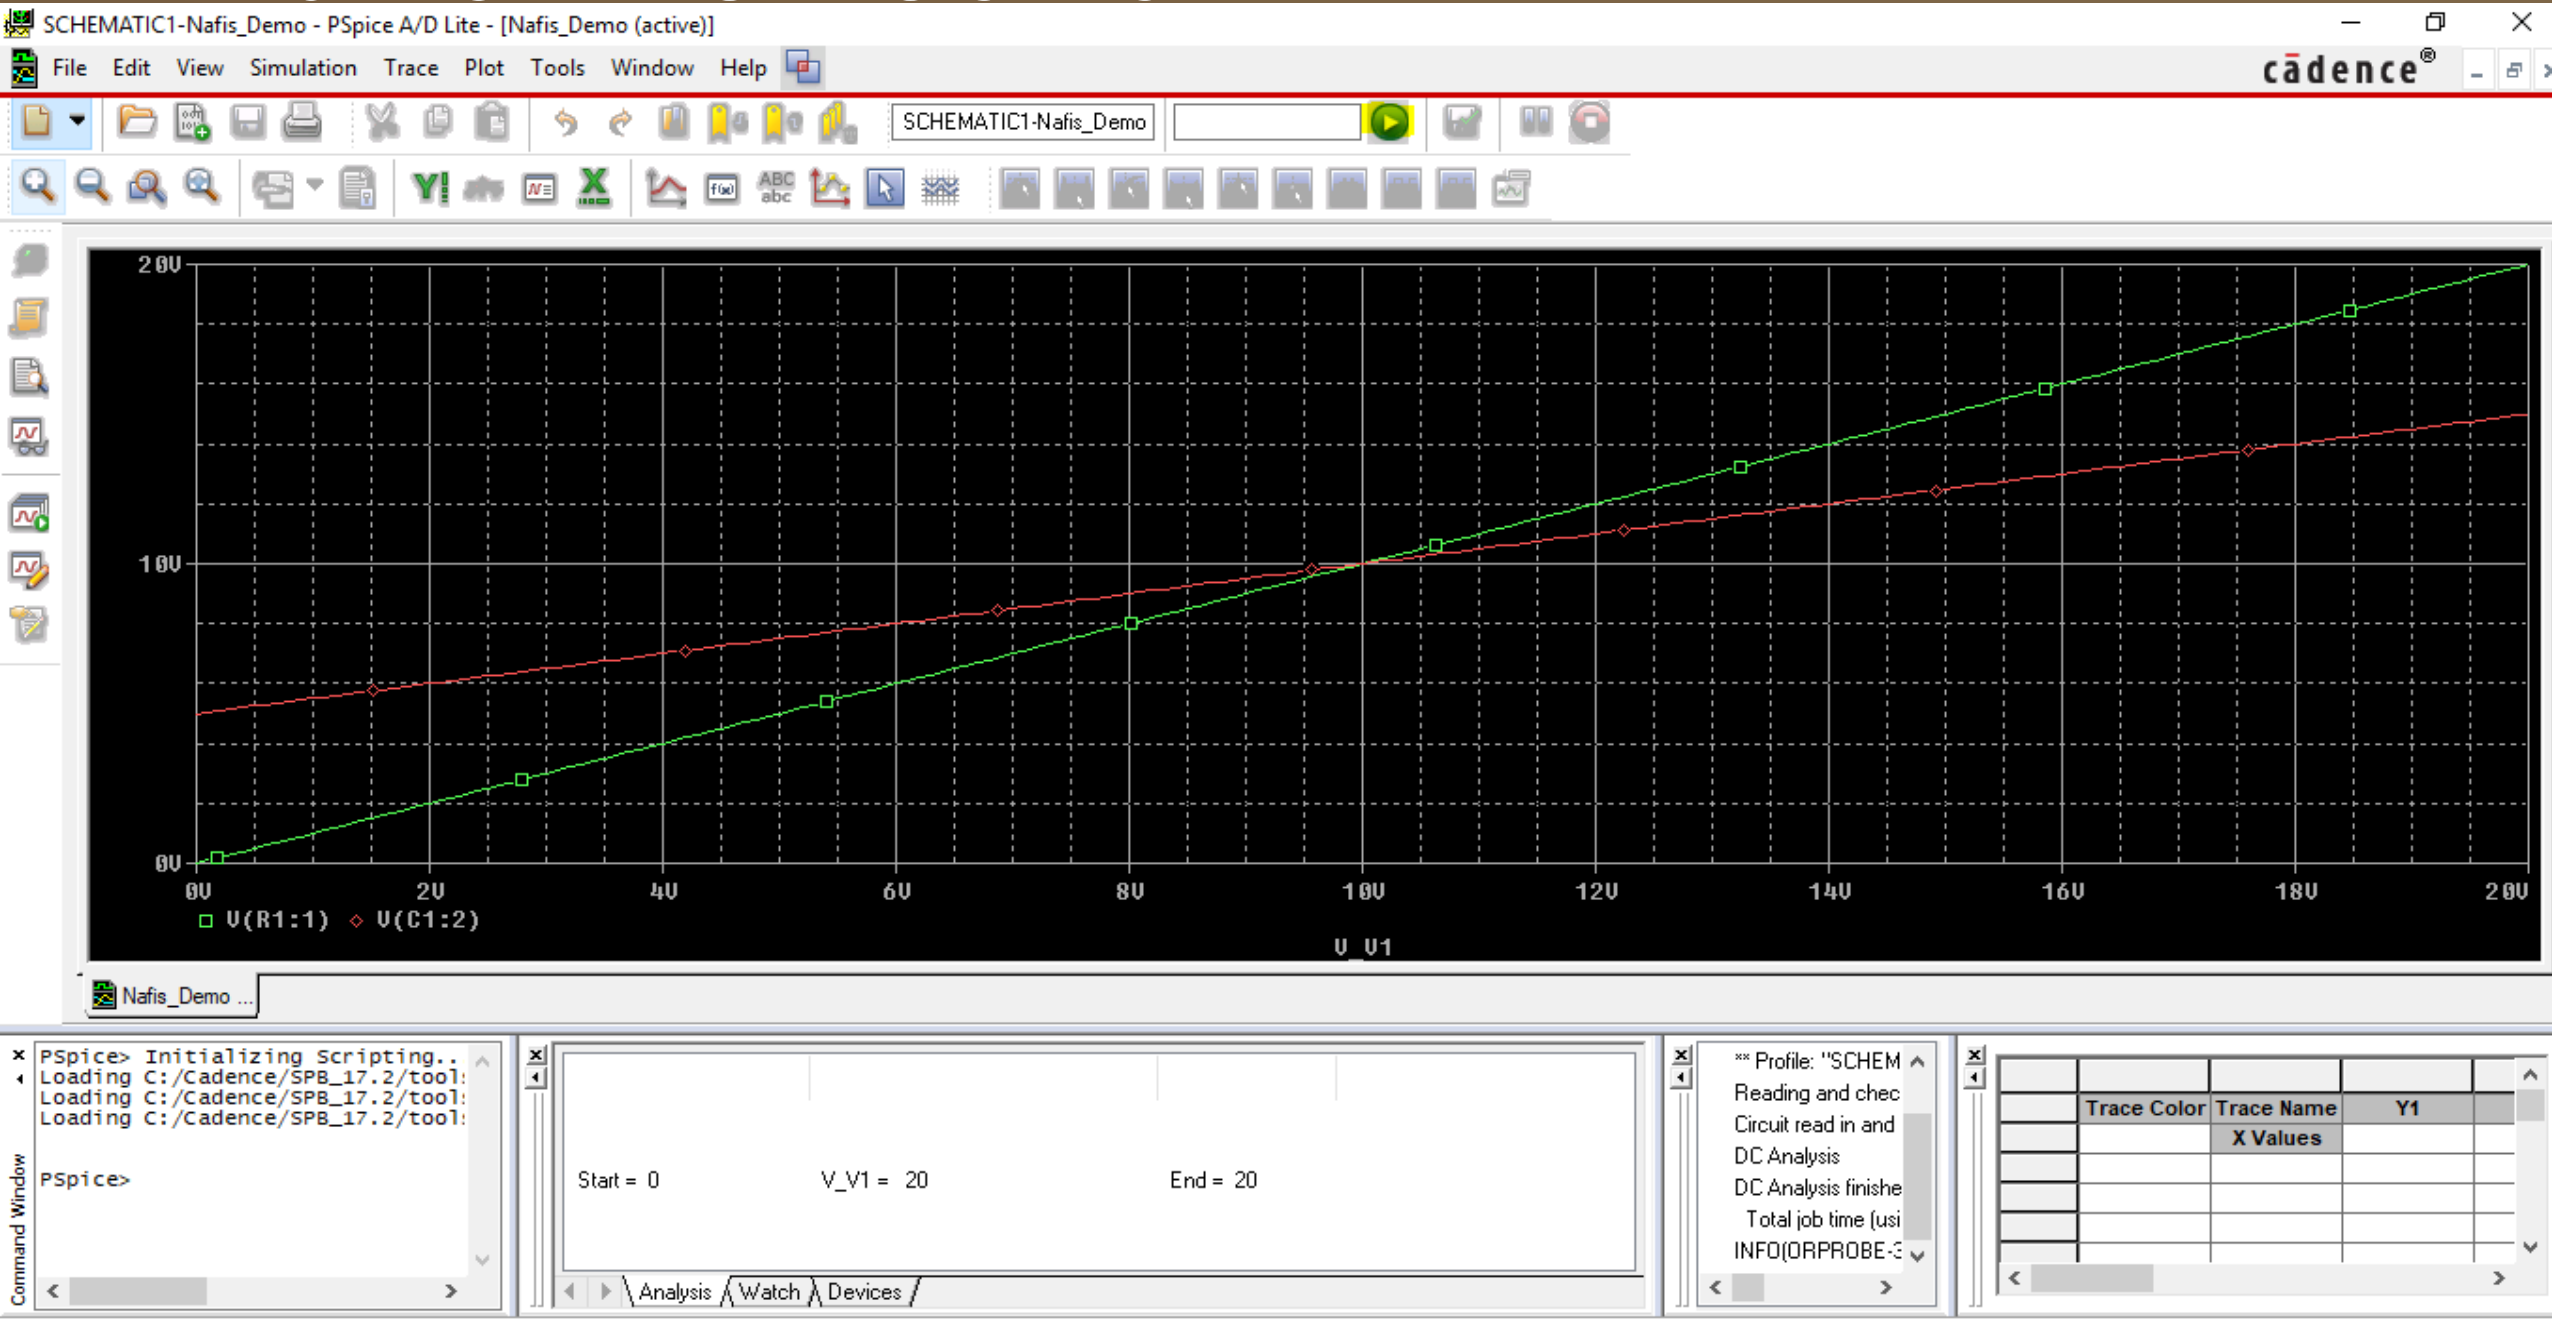 SCHEMATIC1-Nafis_Demo - PSpice A/D Lite - [Nafis_Demo (active)]
File Edit View Simulation Trace Plot Tools Window Help
cādence®
SCHEMATIC1-Nafis_Demo
ABC
abc
f(x)
20V
10V
0V
0V 2V 4V 6V 8V 10V 12V 14V 16V 18V 20V
V(R1:1) V(C1:2)
V_V1
Nafis_Demo ...
Command Window
PSpice> Initializing Scripting..
Loading C:/Cadence/SPB_17.2/tool
Loading C:/Cadence/SPB_17.2/tool
Loading C:/Cadence/SPB_17.2/tool
PSpice>
Start = 0 V_V1 = 20 End = 20
Analysis Watch Devices
** Profile: "SCHEM
Reading and chec
Circuit read in and
DC Analysis
DC Analysis finishe
Total job time (usi
INFO(ORPROBE-3
Trace Color Trace Name Y1
X Values